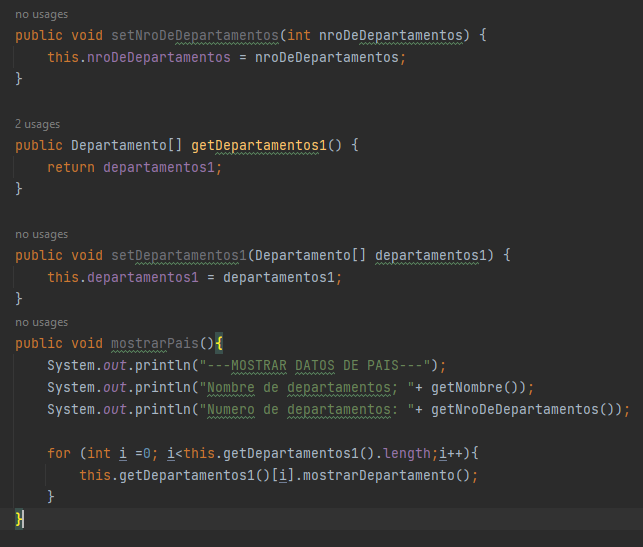 no usages
public void setNroDeDepartamentos(int nroDeDepartamentos) {
this.nroDeDepartamentos = nroDeDepartamentos;
}
2 usages
public Departamento[] getDepartamentos1() {
return departamentos1;
}
no usages
public void setDepartamentos1(Departamento[] departamentos1) {
this.departamentos1 = departamentos1;
}
no usages
public void mostrarPais(){
System.out.println("---MOSTRAR DATOS DE PAIS---");
System.out.println("Nombre de departamentos; "+ getNombre());
System.out.println("Numero de departamentos: "+ getNroDeDepartamentos());
for (int i =0; i<this.getDepartamentos1().length;i++){
this.getDepartamentos1()[i].mostrarDepartamento();
}
}